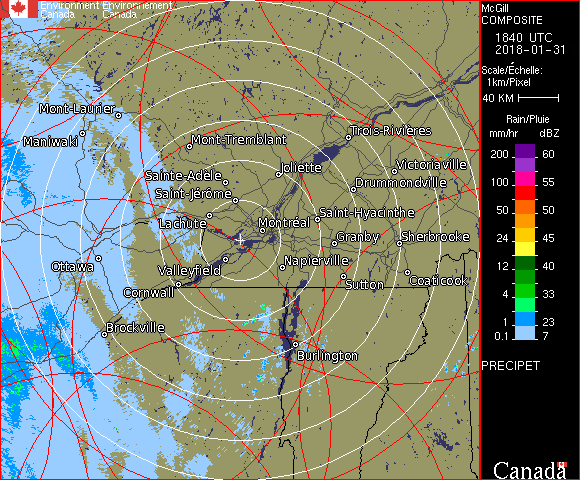 Environment Environnement
Canada Canada
McGill
COMPOSITE
1840 UTC
2018-01-31
Scale/Échelle:
1km/Pixel
40 KM
Rain/Pluie
mm/hr dBZ
200 60
150 55
100 55
50 50
24 45
12 40
4 33
1 23
0.1 7
PRECIPET
Canada
Mont-Laurier
Maniwaki
Mont-Tremblant
Trois-Rivières
Joliette
Victoriaville
Sainte-Adèle
Drummondville
Saint-Jérôme
Lachute
Saint-Hyacinthe
Montréal
Granby
Sherbrooke
Ottawa
Valleyfield
Napierville
Cornwall
Sutton
Coaticook
Brockville
Burlington